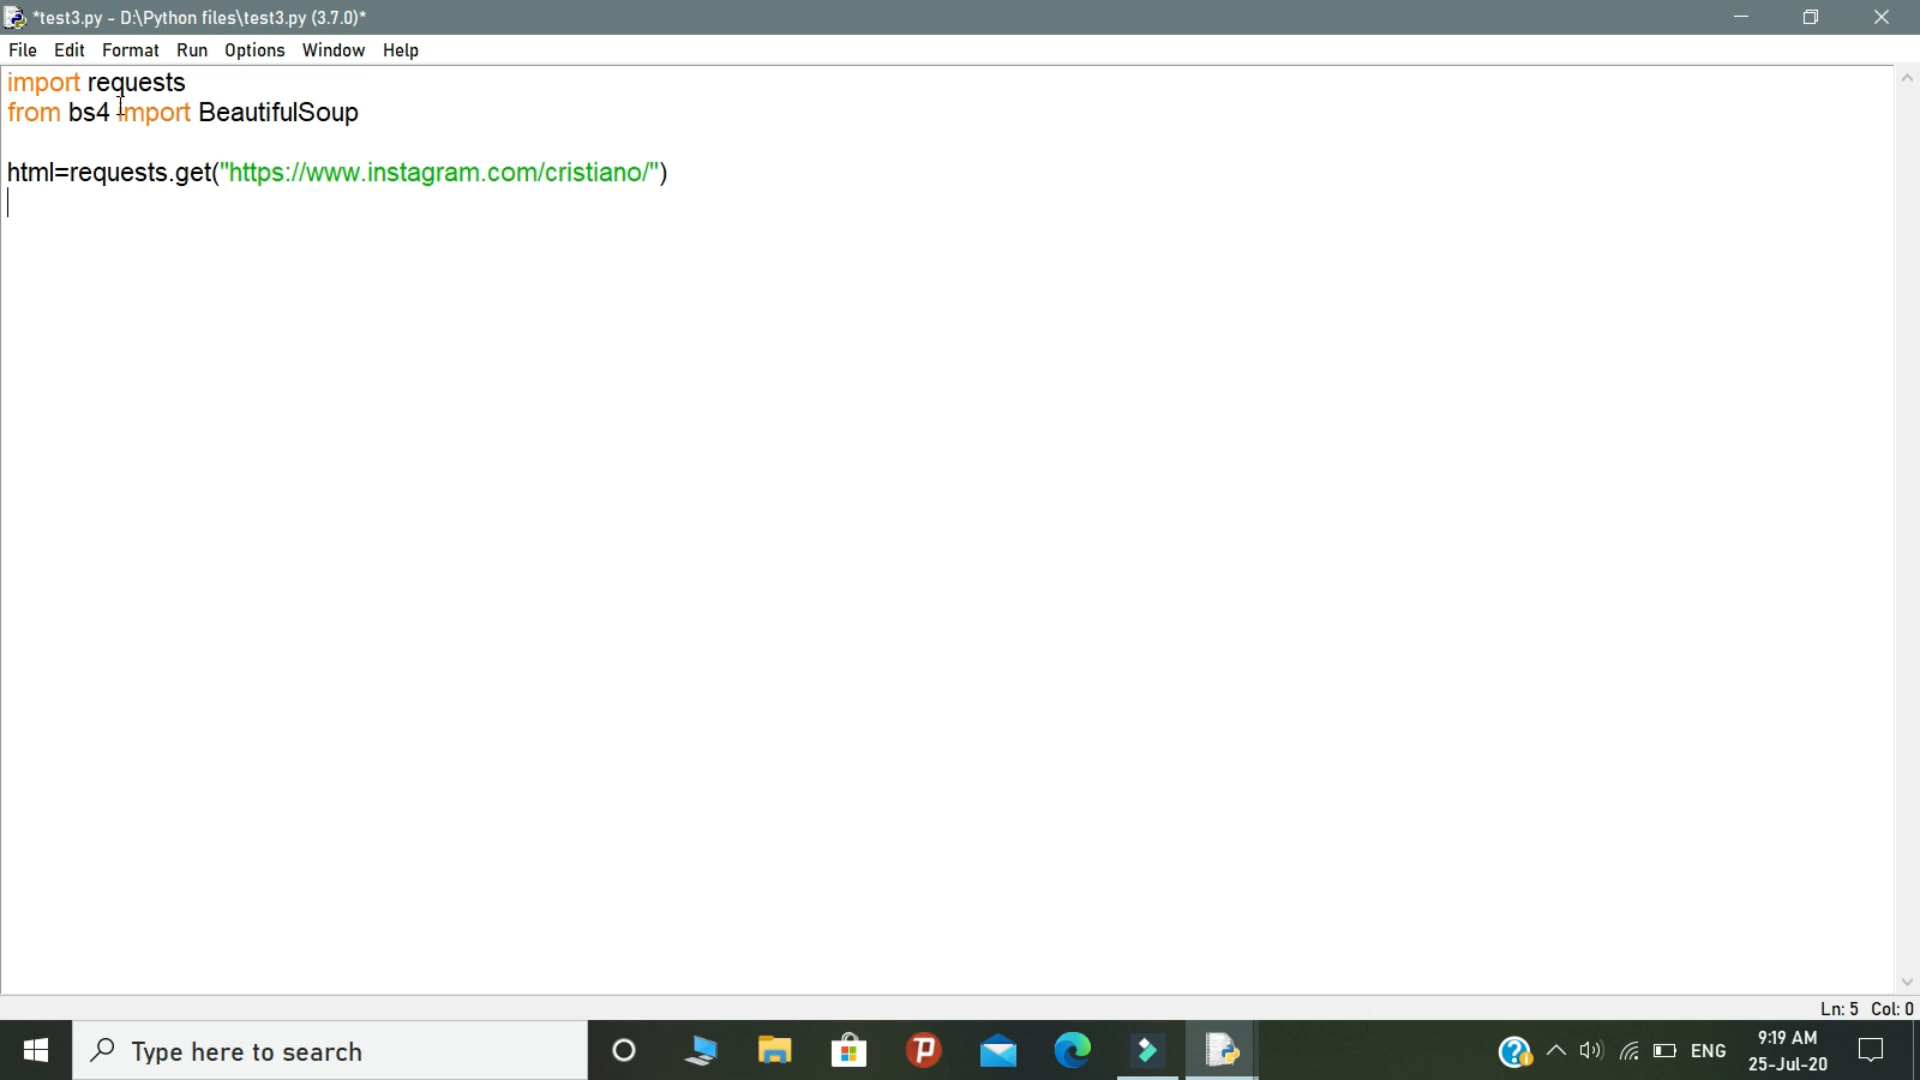 *test3.py - D:\Python files\test3.py (3.7.0)*
File Edit Format Run Options Window Help
import requests
from bs4 import BeautifulSoup
html=requests.get("https://www.instagram.com/cristiano/")
Ln: 5 Col: 0
Type here to search
ENG
9:19 AM
25-Jul-20